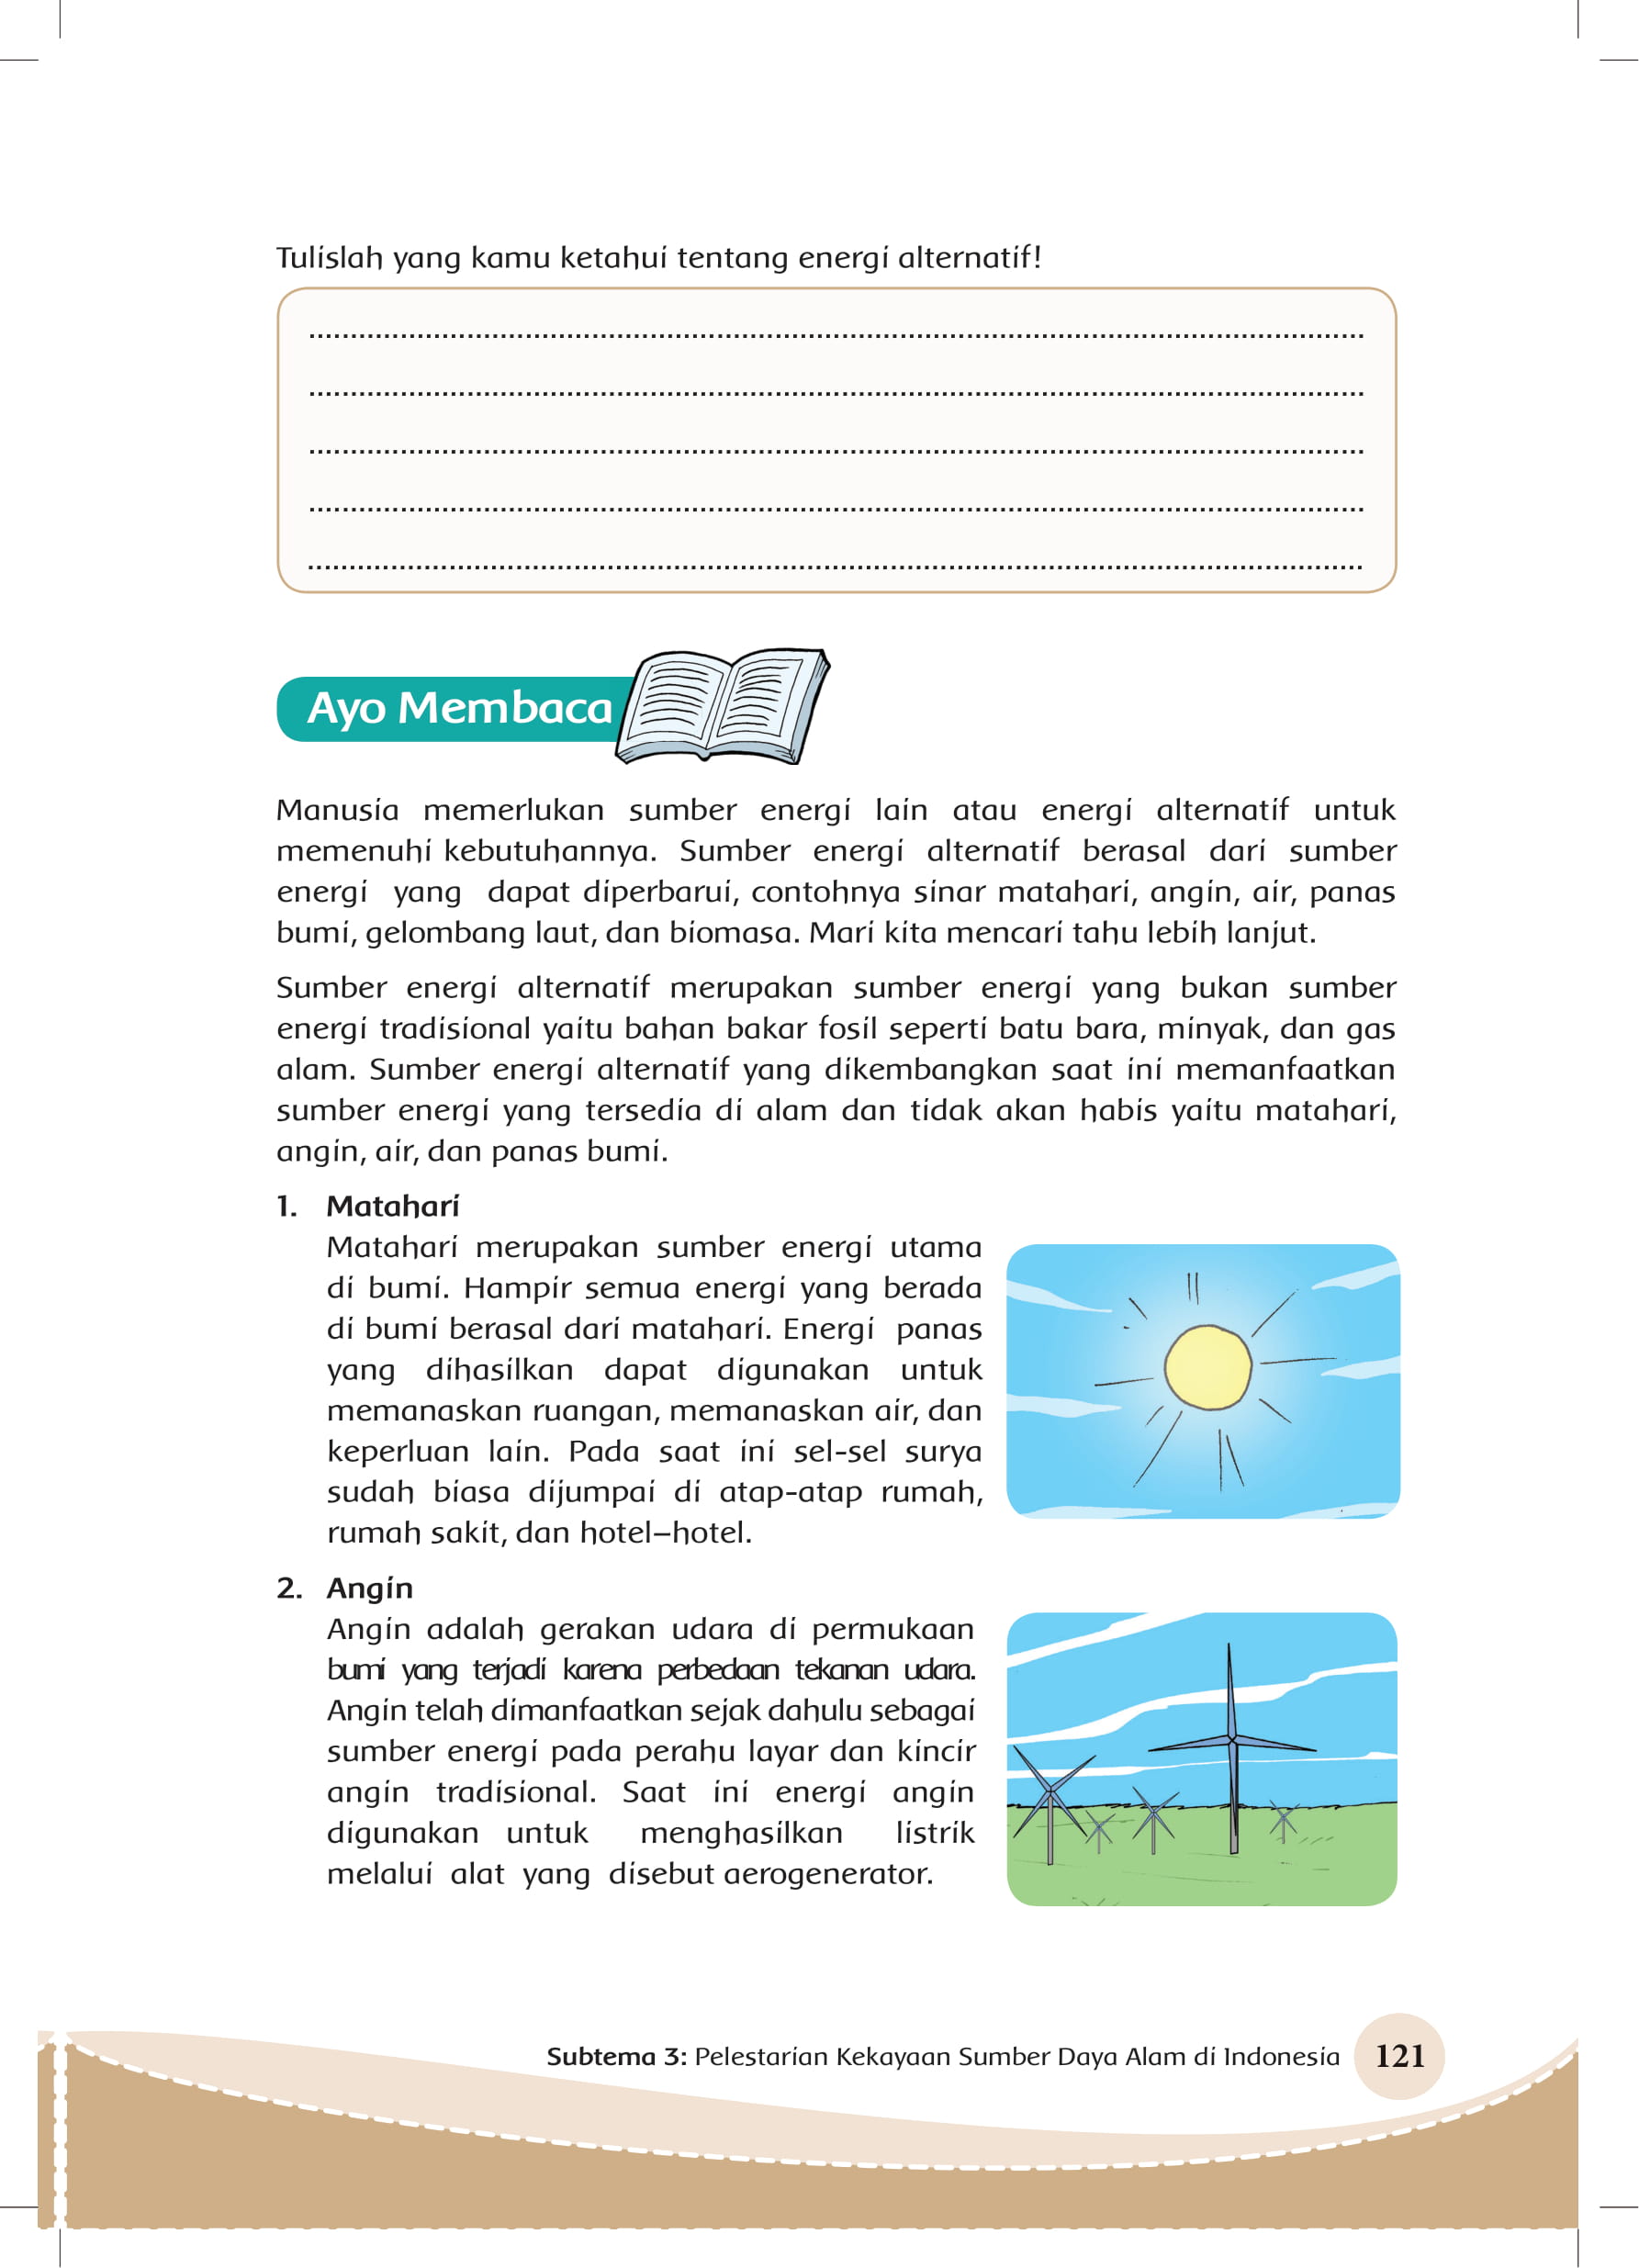 Tulislah yang kamu ketahui tentang energi alternatif!
Ayo Membaca
Manusia memerlukan sumber energi lain atau energi alternatif untuk
memenuhi kebutuhannya. Sumber energi alternatif berasal dari sumber
energi yang dapat diperbarui, contohnya sinar matahari, angin, air, panas
bumi, gelombang laut, dan biomasa. Mari kita mencari tahu lebih lanjut.
Sumber energi alternatif merupakan sumber energi yang bukan sumber
energi tradisional yaitu bahan bakar fosil seperti batu bara, minyak, dan gas
alam. Sumber energi alternatif yang dikembangkan saat ini memanfaatkan
sumber energi yang tersedia di alam dan tidak akan habis yaitu matahari,
angin, air, dan panas bumi.
1. Matahari
Matahari merupakan sumber energi utama
di bumi. Hampir semua energi yang berada
di bumi berasal dari matahari. Energi panas
yang dihasilkan dapat digunakan untuk
memanaskan ruangan, memanaskan air, dan
keperluan lain. Pada saat ini sel-sel surya
sudah biasa dijumpai di atap-atap rumah,
rumah sakit, dan hotel–hotel.
2. Angin
Angin adalah gerakan udara di permukaan
bumi yang terjadi karena perbedaan tekanan udara.
Angin telah dimanfaatkan sejak dahulu sebagai
sumber energi pada perahu layar dan kincir
angin tradisional. Saat ini energi angin
digunakan untuk menghasilkan listrik
melalui alat yang disebut aerogenerator.
Subtema 3: Pelestarian Kekayaan Sumber Daya Alam di Indonesia 121